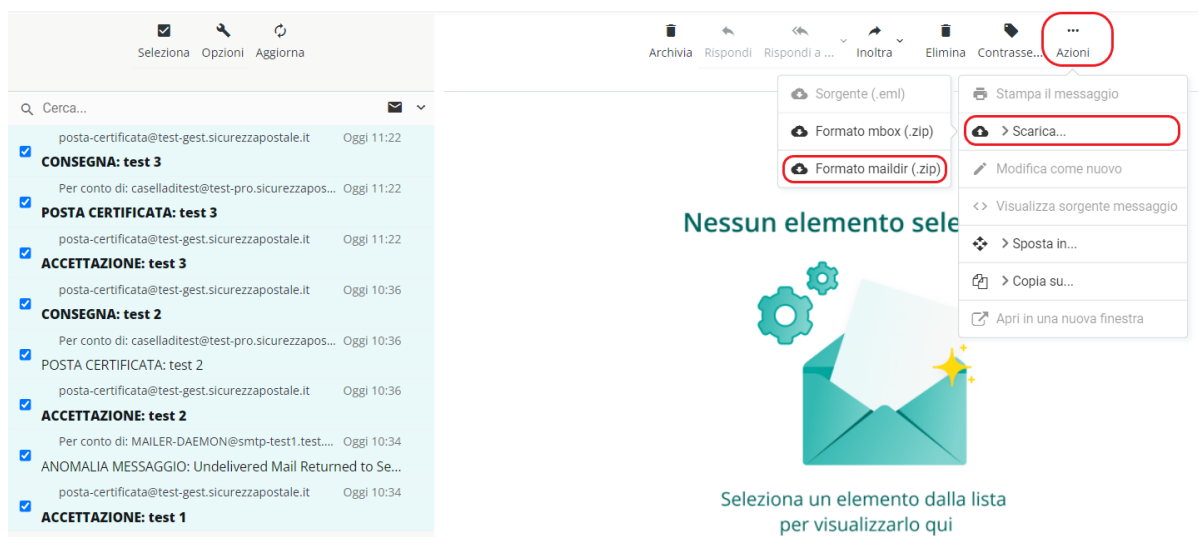 Seleziona
Opzioni
Aggiorna
Archivia
Rispondi
Rispondi a ...
Inoltra
Elimina
Contrasse...
Azioni
Cerca...
posta-certificata@test-gest.sicurezzapostale.it Oggi 11:22
CONSEGNA: test 3
Per conto di: caselladitest@test-pro.sicurezzapos... Oggi 11:22
POSTA CERTIFICATA: test 3
posta-certificata@test-gest.sicurezzapostale.it Oggi 11:22
ACCETTAZIONE: test 3
posta-certificata@test-gest.sicurezzapostale.it Oggi 10:36
CONSEGNA: test 2
Per conto di: caselladitest@test-pro.sicurezzapos... Oggi 10:36
POSTA CERTIFICATA: test 2
posta-certificata@test-gest.sicurezzapostale.it Oggi 10:36
ACCETTAZIONE: test 2
Per conto di: MAILER-DAEMON@smtp-test1.test.... Oggi 10:34
ANOMALIA MESSAGGIO: Undelivered Mail Returned to Se...
posta-certificata@test-gest.sicurezzapostale.it Oggi 10:34
ACCETTAZIONE: test 1
Sorgente (.eml)
Formato mbox (.zip)
Formato maildir (.zip)
Stampa il messaggio
> Scarica...
Modifica come nuovo
Visualizza sorgente messaggio
> Sposta in...
> Copia su...
Apri in una nuova finestra
Nessun elemento sele
Seleziona un elemento dalla lista
per visualizzarlo qui